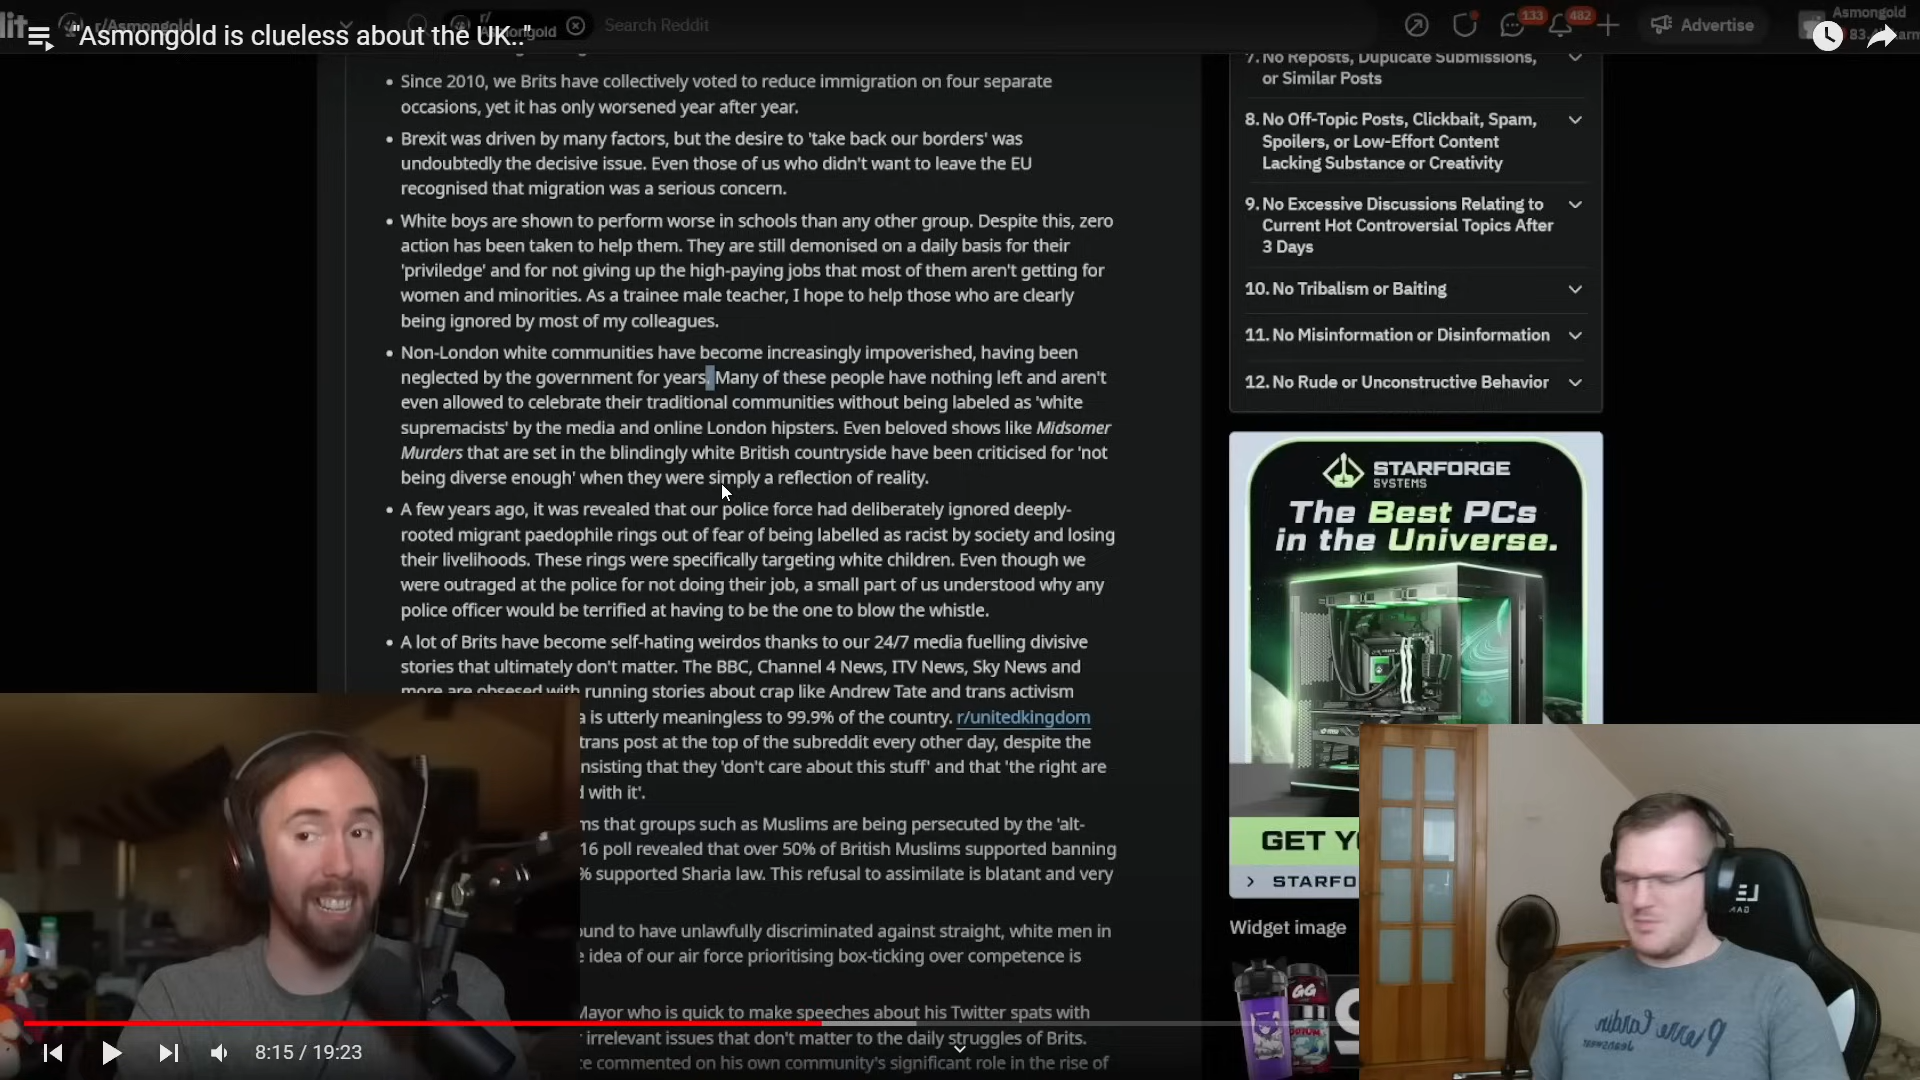 "Asmongold is clueless about the UK.."
r/Asmongold
r/
Asmongold
Search Reddit
133
482
Advertise
Asmongold
Since 2010, we Brits have collectively voted to reduce immigration on four separate
occasions, yet it has only worsened year after year.
Brexit was driven by many factors, but the desire to 'take back our borders' was
undoubtedly the decisive issue. Even those of us who didn't want to leave the EU
recognised that migration was a serious concern.
White boys are shown to perform worse in schools than any other group. Despite this, zero
action has been taken to help them. They are still demonised on a daily basis for their
'priviledge' and for not giving up the high-paying jobs that most of them aren't getting for
women and minorities. As a trainee male teacher, I hope to help those who are clearly
being ignored by most of my colleagues.
Non-London white communities have become increasingly impoverished, having been
neglected by the government for years. Many of these people have nothing left and aren't
even allowed to celebrate their traditional communities without being labeled as 'white
supremacists' by the media and online London hipsters. Even beloved shows like Midsomer
Murders that are set in the blindingly white British countryside have been criticised for 'not
being diverse enough' when they were simply a reflection of reality.
A few years ago, it was revealed that our police force had deliberately ignored deeply-
rooted migrant paedophile rings out of fear of being labelled as racist by society and losing
their livelihoods. These rings were specifically targeting white children. Even though we
were outraged at the police for not doing their job, a small part of us understood why any
police officer would be terrified at having to be the one to blow the whistle.
A lot of Brits have become self-hating weirdos thanks to our 24/7 media fuelling divisive
stories that ultimately don't matter. The BBC, Channel 4 News, ITV News, Sky News and
more are obsesed with running stories about crap like Andrew Tate and trans activism
is utterly meaningless to 99.9% of the country. r/unitedkingdom
trans post at the top of the subreddit every other day, despite the
nsisting that they 'don't care about this stuff' and that 'the right are
with it'.
ms that groups such as Muslims are being persecuted by the 'alt-
16 poll revealed that over 50% of British Muslims supported banning
% supported Sharia law. This refusal to assimilate is blatant and very
ound to have unlawfully discriminated against straight, white men in
idea of our air force prioritising box-ticking over competence is
Mayor who is quick to make speeches about his Twitter spats with
irrelevant issues that don't matter to the daily struggles of Brits.
commented on his own community's significant role in the rise of
7. No Reposts, Duplicate Submissions,
or Similar Posts
8. No Off-Topic Posts, Clickbait, Spam,
Spoilers, or Low-Effort Content
Lacking Substance or Creativity
9. No Excessive Discussions Relating to
Current Hot Controversial Topics After
3 Days
10. No Tribalism or Baiting
11. No Misinformation or Disinformation
12. No Rude or Unconstructive Behavior
STARFORGE
SYSTEMS
The Best PCs
in the Universe.
GET Y
STARFO
Widget image
GG
8:15 / 19:23